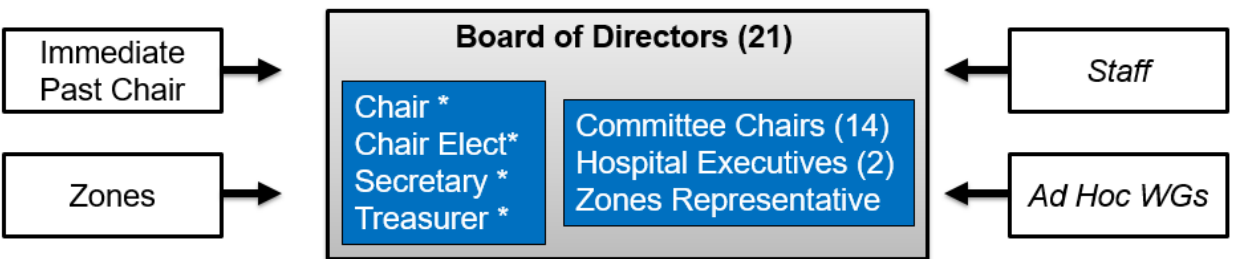 Board of Directors (21)
Immediate
Past Chair
Zones
Chair *
Chair Elect*
Secretary *
Treasurer *
Committee Chairs (14)
Hospital Executives (2)
Zones Representative
Staff
Ad Hoc WGs